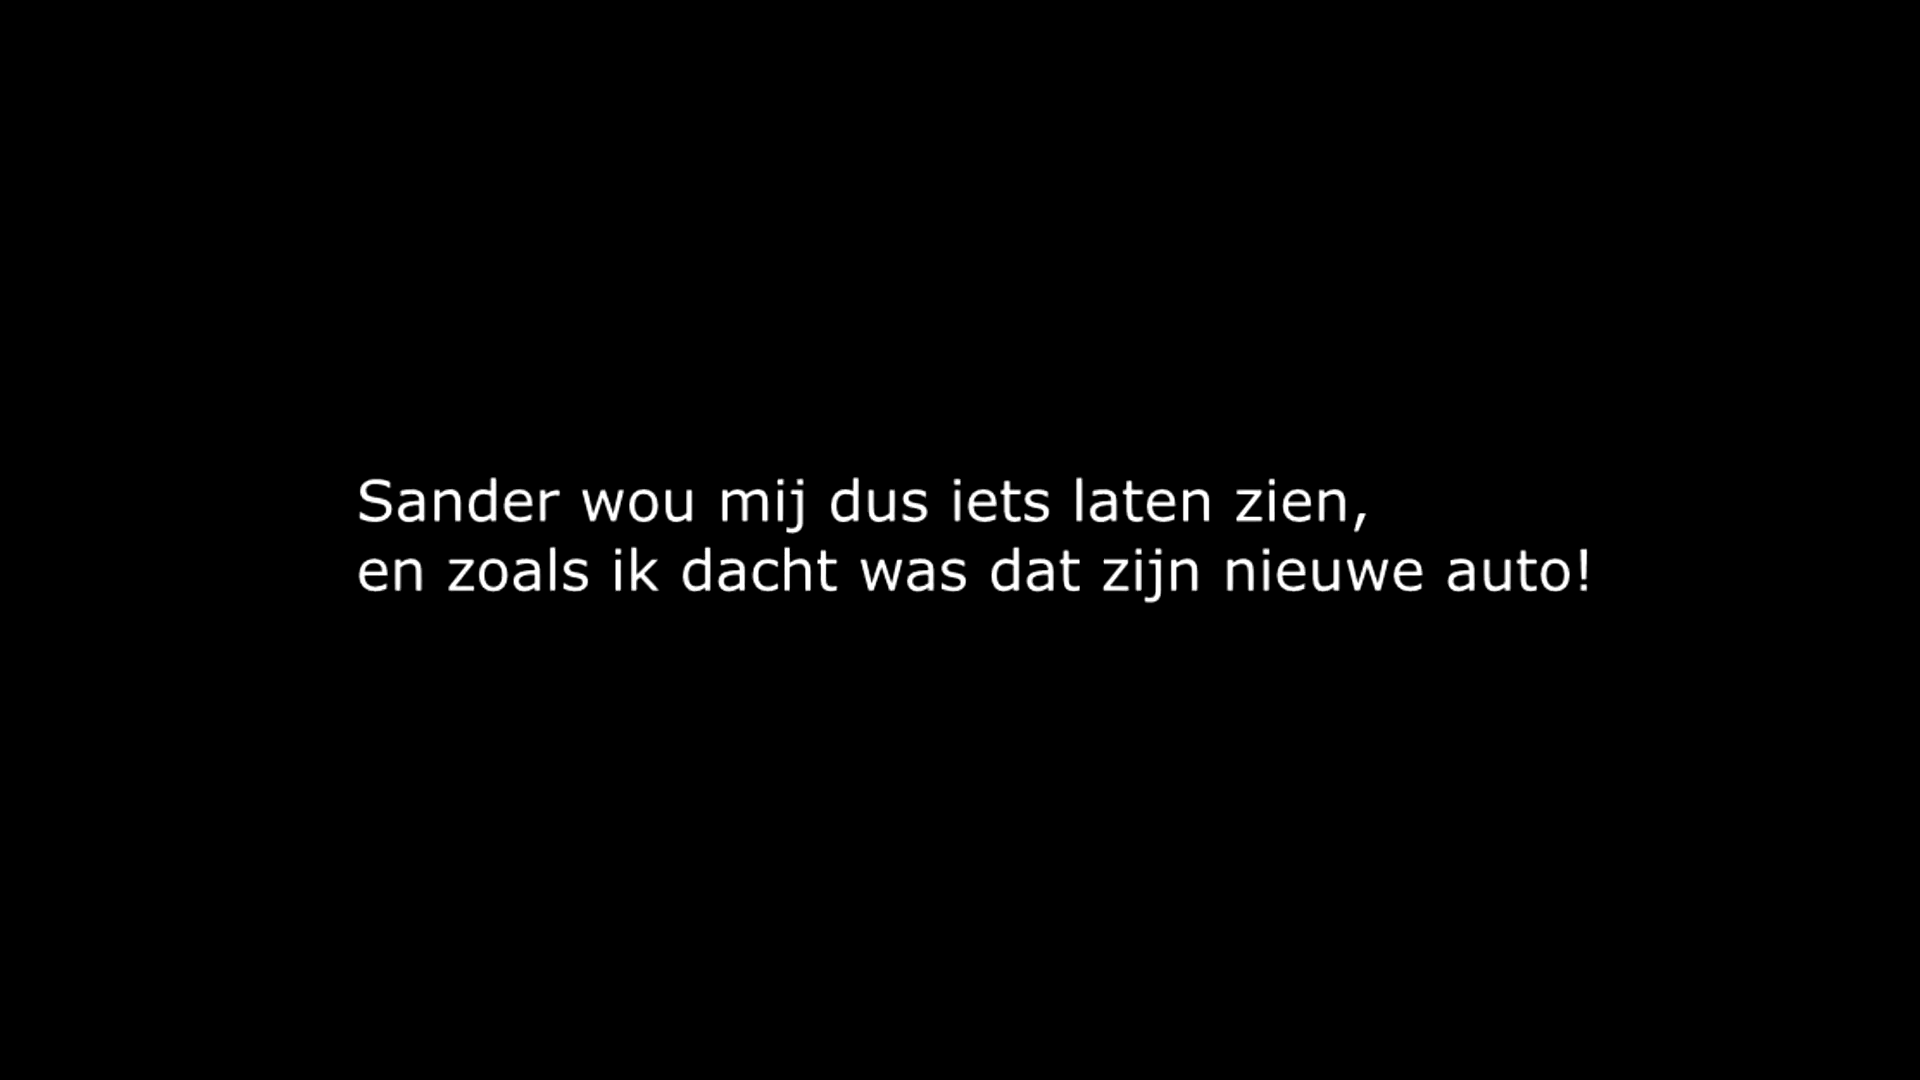 Sander wou mij dus iets laten zien,
en zoals ik dacht was dat zijn nieuwe auto!